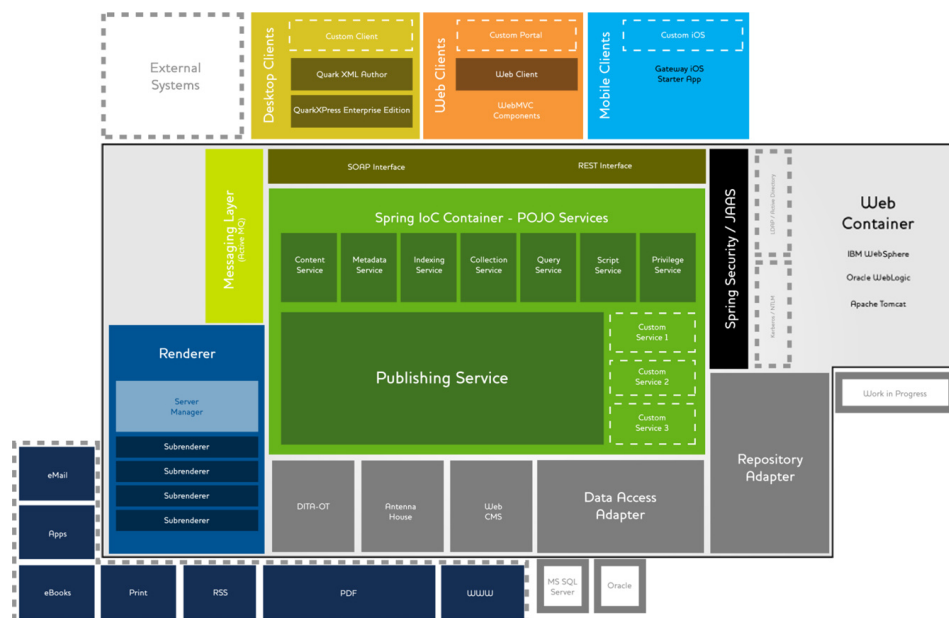 External
Systems
Desktop Clients
Custom Client
Quark XML Author
QuarkXPress Enterprise Edition
Web Clients
Custom Portal
Web Client
WebMVC
Components
Mobile Clients
Custom iOS
Gateway iOS
Starter App
Messaging Layer
(Active MQ)
SOAP Interface
REST Interface
Spring IoC Container - POJO Services
Content
Service
Metadata
Service
Indexing
Service
Collection
Service
Query
Service
Script
Service
Privilege
Service
Publishing Service
Custom
Service 1
Custom
Service 2
Custom
Service 3
Spring Security / JAAS
LDAP / Active Directory
Kerberos / NTLM
Web
Container
IBM WebSphere
Oracle WebLogic
Apache Tomcat
Renderer
Server
Manager
Subrenderer
Subrenderer
Subrenderer
Subrenderer
DITA-OT
Antenna
House
Web
CMS
Data Access
Adapter
Repository
Adapter
Work in Progress
eMail
Apps
eBooks
Print
RSS
PDF
WWW
MS SQL
Server
Oracle